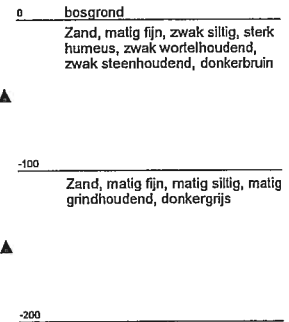 0 bosgrond
Zand, matig fijn, zwak siltig, sterk
humeus, zwak wortelhoudend,
zwak steenhoudend, donkerbruin
-100
Zand, matig fijn, matig siltig, matig
grindhoudend, donkergrijs
-200